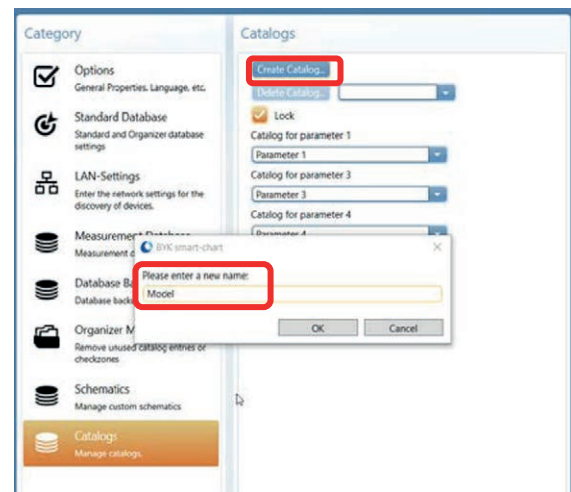 Category
Options
General Properties, Language, etc.
Standard Database
Standard and Organizer database
settings
LAN-Settings
Enter the network settings for the
discovery of devices.
Measurement Database
Measurement d
Database Ba
Database back
Organizer M
Remove unused catalog entries or
checkzones
Schematics
Manage custom schematics
Catalogs
Manage catalogs.
Catalogs
Create Catalog...
Delete Catalog...
Lock
Catalog for parameter 1
Parameter 1
Catalog for parameter 3
Parameter 3
Catalog for parameter 4
Parameter 4
BYK smart-chart
Please enter a new name:
Model
OK
Cancel